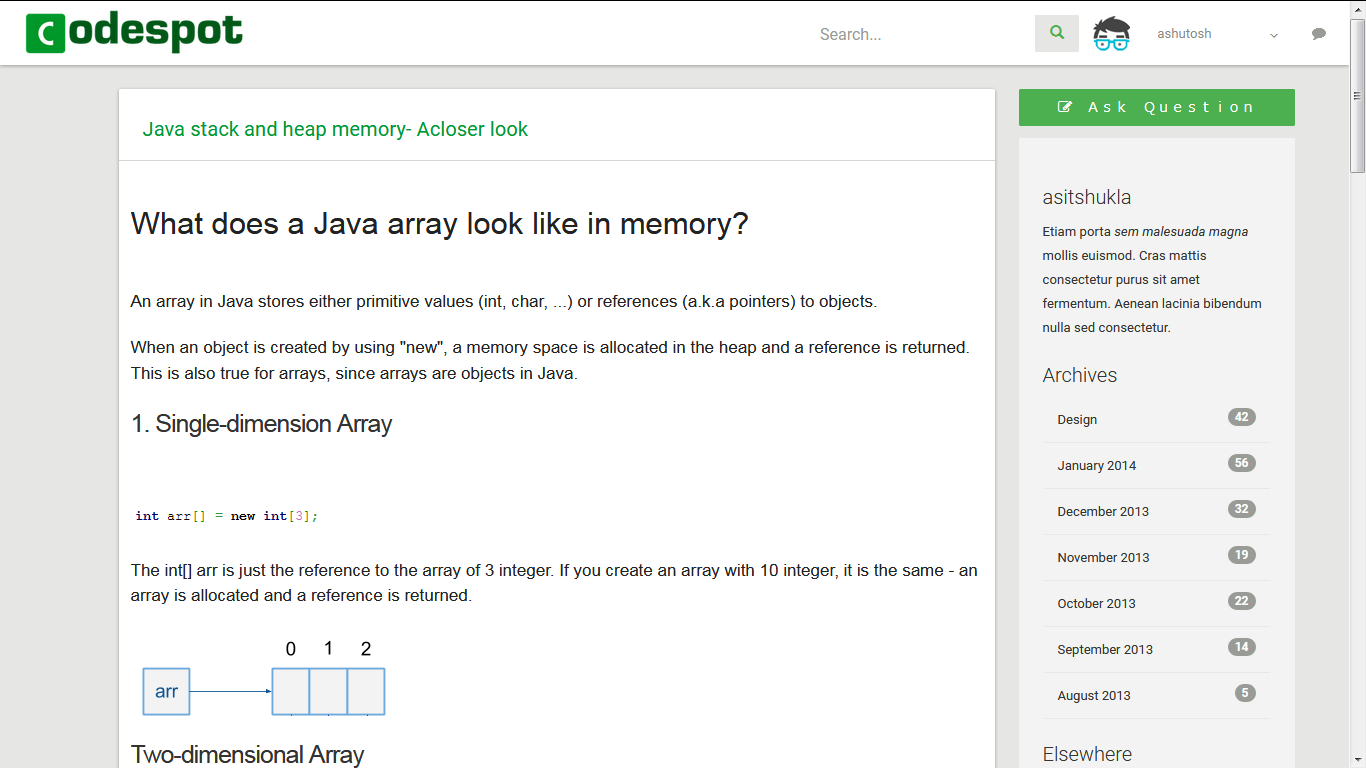 Codespot
Search...
ashutosh
Java stack and heap memory- Acloser look
What does a Java array look like in memory?
An array in Java stores either primitive values (int, char, ...) or references (a.k.a pointers) to objects.
When an object is created by using "new", a memory space is allocated in the heap and a reference is returned.
This is also true for arrays, since arrays are objects in Java.
1. Single-dimension Array
int arr[] = new int[3];
The int[] arr is just the reference to the array of 3 integer. If you create an array with 10 integer, it is the same - an
array is allocated and a reference is returned.
0 1 2
arr
Two-dimensional Array
Ask Question
asitshukla
Etiam porta sem malesuada magna
mollis euismod. Cras mattis
consectetur purus sit amet
fermentum. Aenean lacinia bibendum
nulla sed consectetur.
Archives
Design 42
January 2014 56
December 2013 32
November 2013 19
October 2013 22
September 2013 14
August 2013 5
Elsewhere